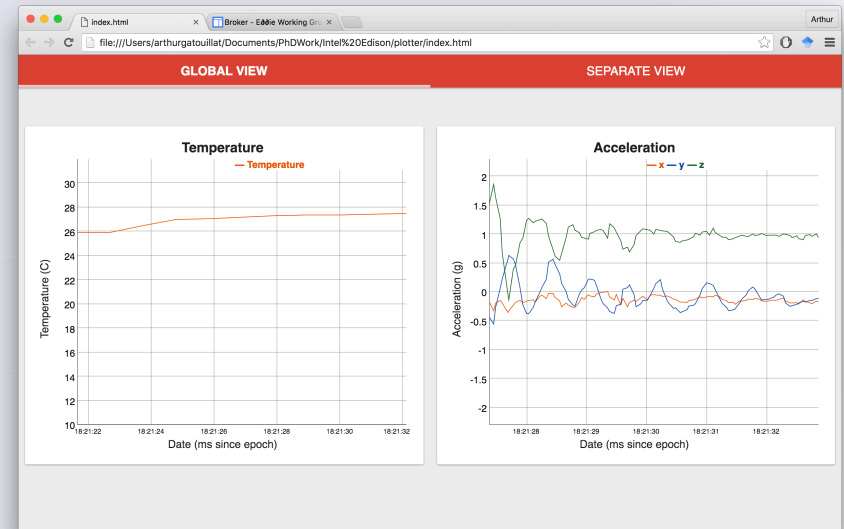 index.html
Broker - Eððie Working Gro
Arthur
file:///Users/arthurgatouillat/Documents/PhDWork/Intel%20Edison/plotter/index.html
GLOBAL VIEW
SEPARATE VIEW
Temperature
Temperature
30
28
26
24
22
20
18
16
14
12
10
Temperature (C)
18:21:22 18:21:24 18:21:26 18:21:28 18:21:30 18:21:32
Date (ms since epoch)
Acceleration
x y z
2
1.5
1
0.5
0
-0.5
-1
-1.5
-2
Acceleration (g)
18:21:28 18:21:29 18:21:30 18:21:31 18:21:32
Date (ms since epoch)